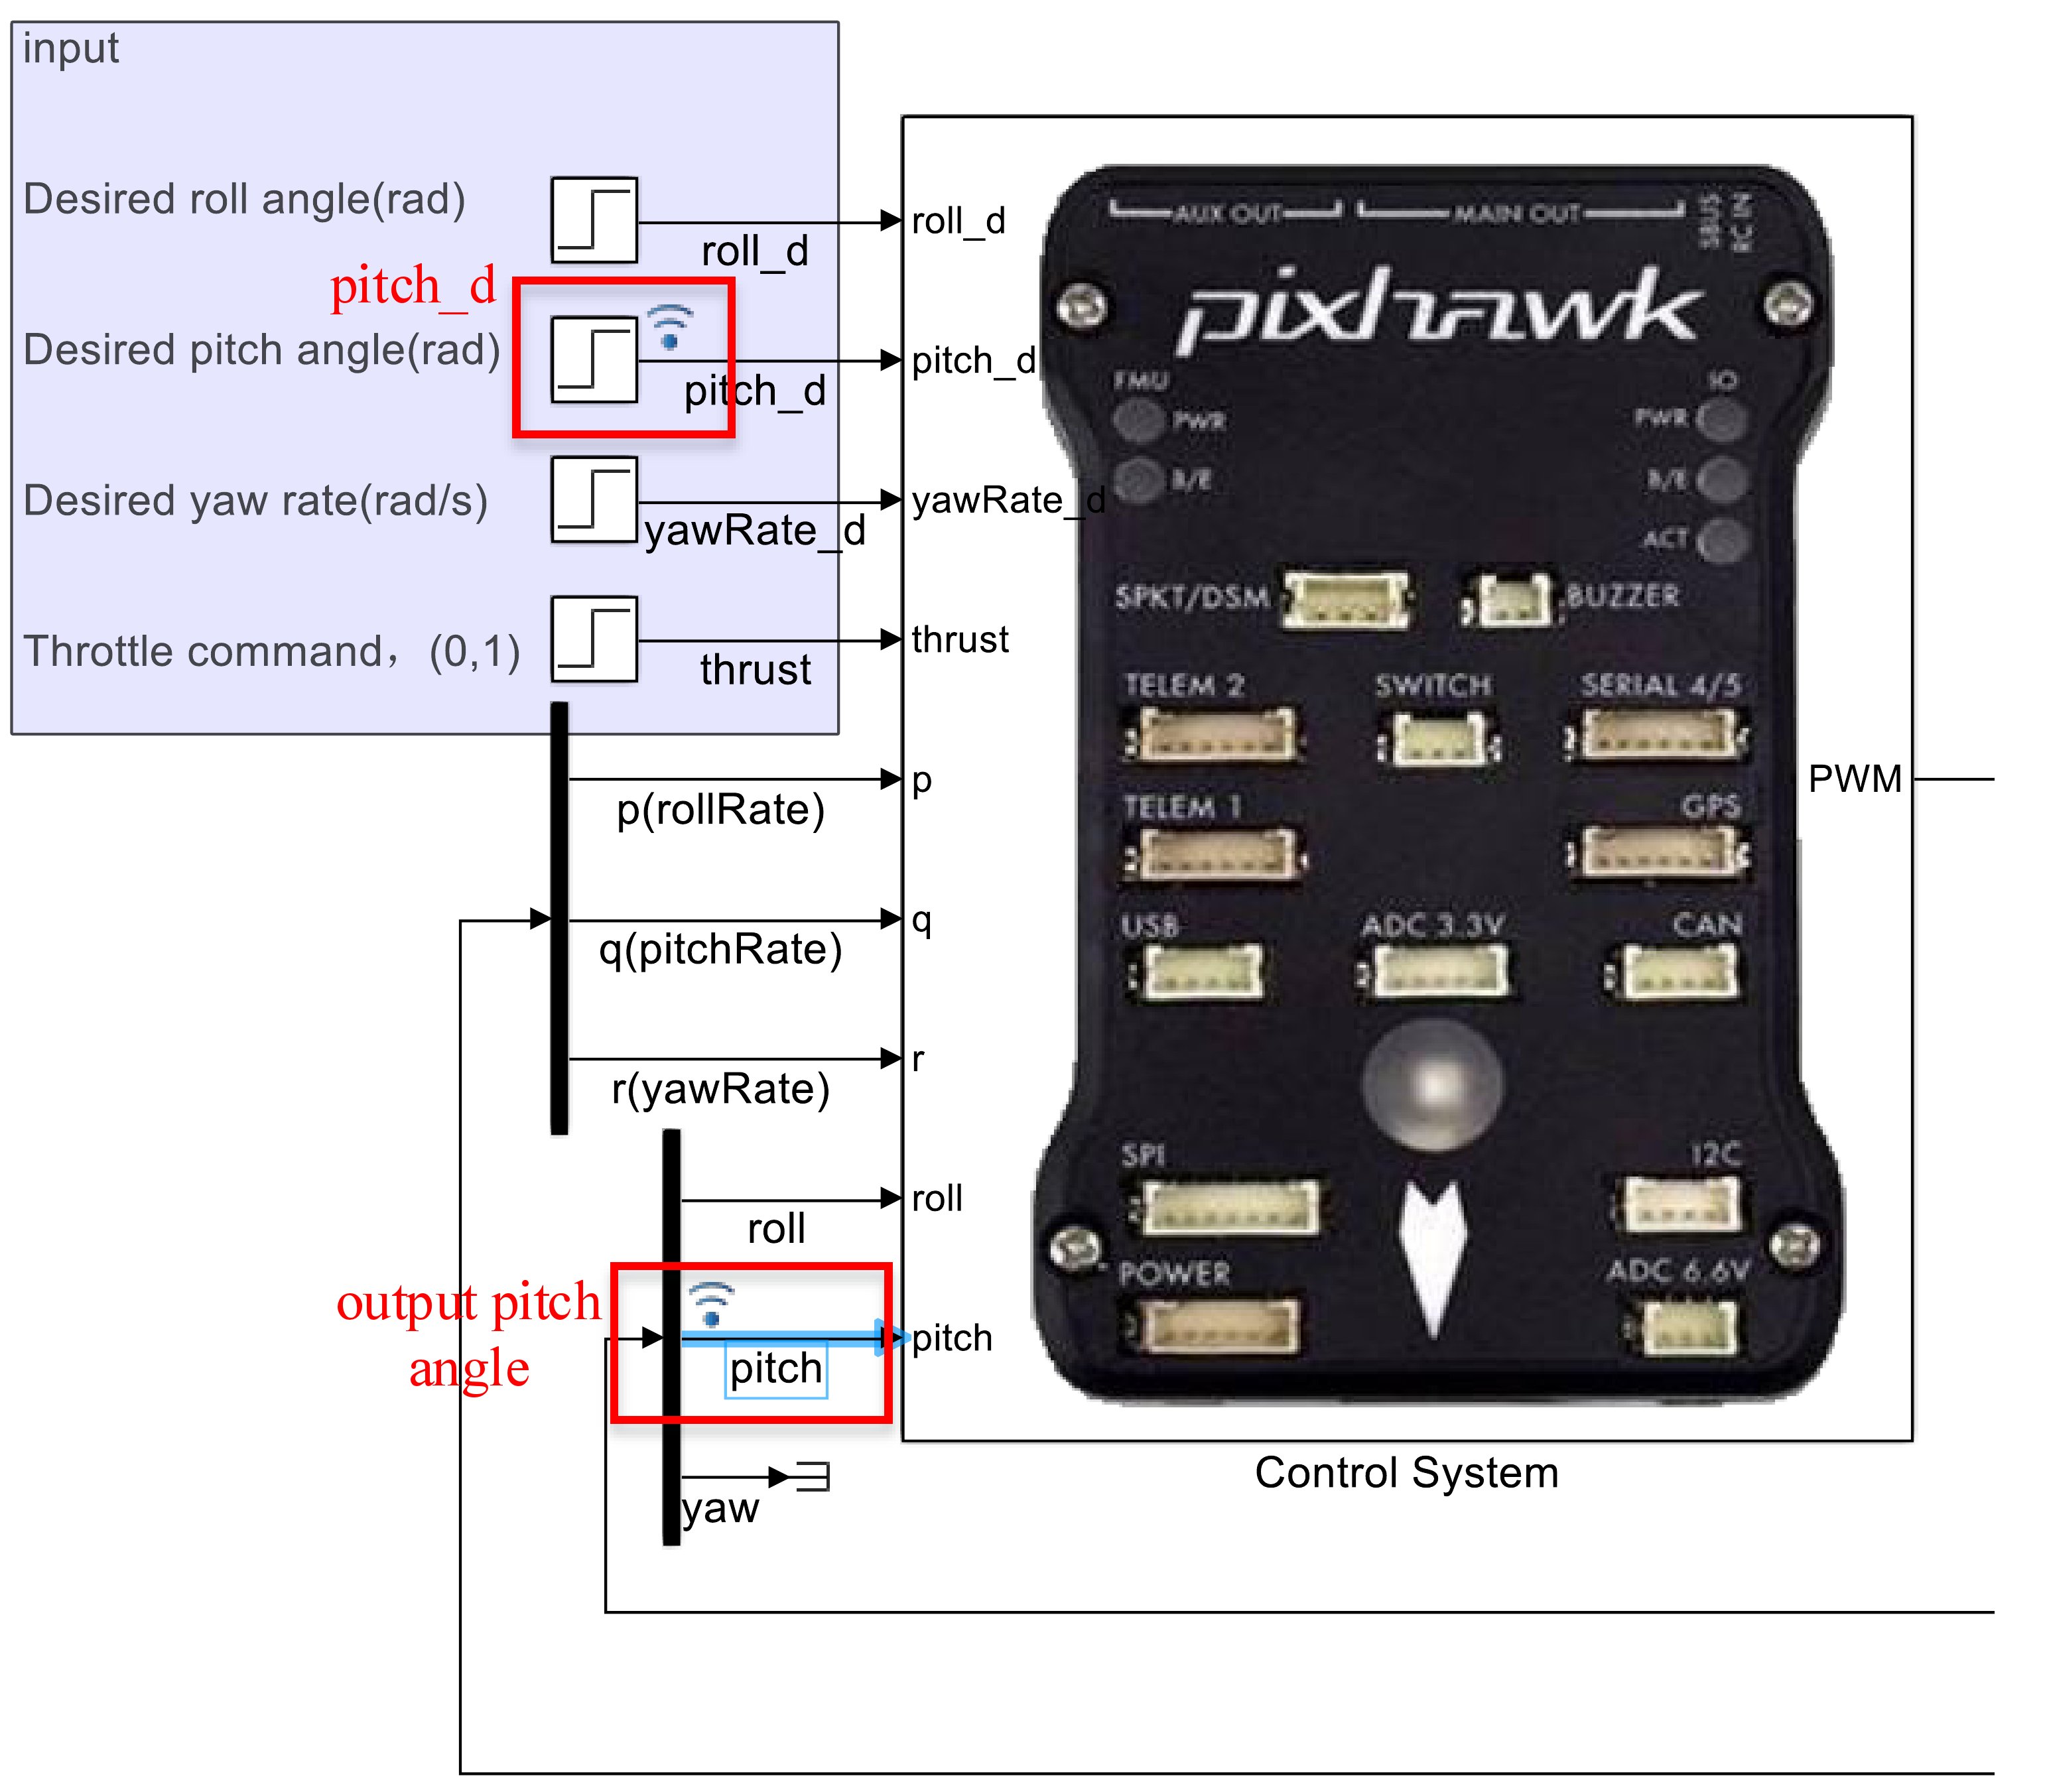 input
Desired roll angle(rad)
roll_d
roll_d
pitch_d
Desired pitch angle(rad)
pitch_d
pitch_d
Desired yaw rate(rad/s)
yawRate_d
yawRate_d
Throttle command，(0,1)
thrust
thrust
p(rollRate)
p
q(pitchRate)
q
r(yawRate)
r
roll
roll
output pitch
angle
pitch
pitch
yaw
AUX OUT
MAIN OUT
SBUS
RC IN
pixhawk
FMU
PWR
B/E
IO
PWR
B/E
ACT
SPKT/DSM
BUZZER
TELEM 2
SWITCH
SERIAL 4/5
TELEM 1
GPS
USB
ADC 3.3V
CAN
SPI
I2C
POWER
ADC 6.6V
PWM
Control System